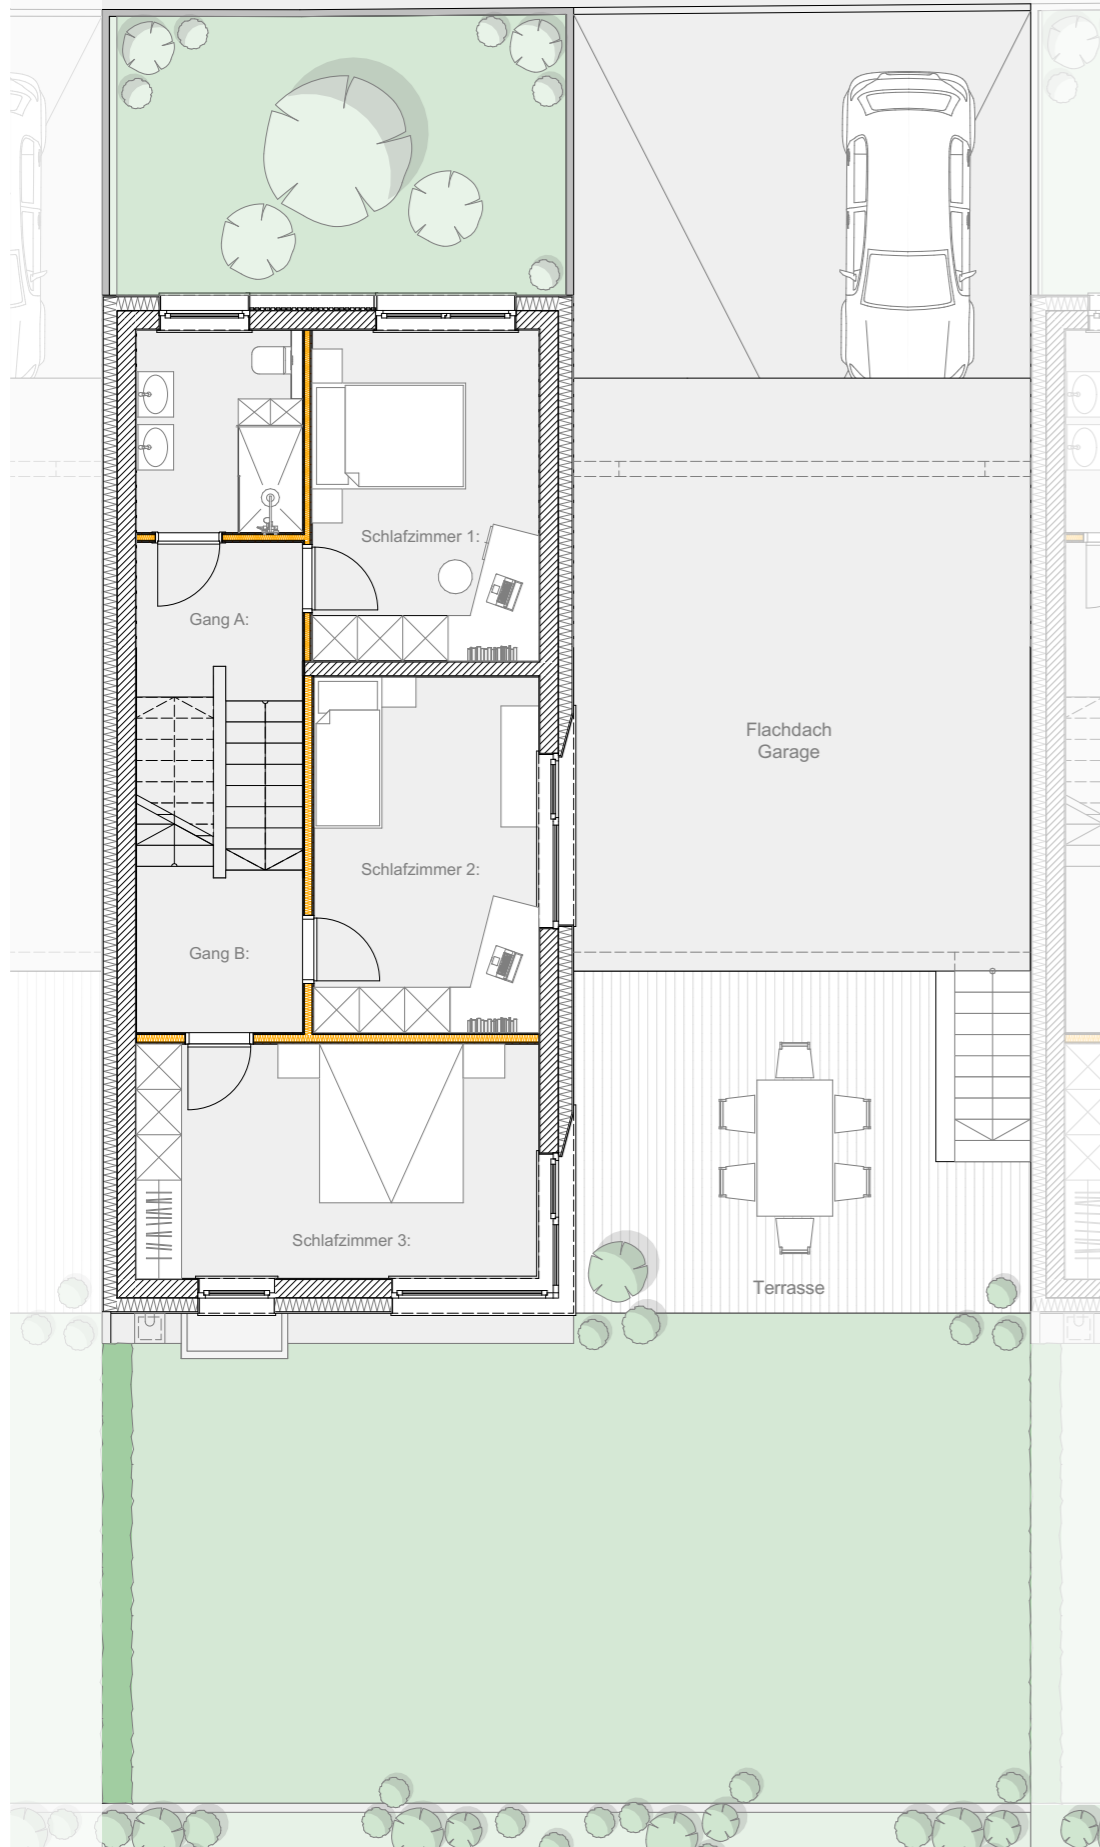 Schlafzimmer 1:
Gang A:
Flachdach
Garage
Schlafzimmer 2:
Gang B:
Schlafzimmer 3:
Terrasse